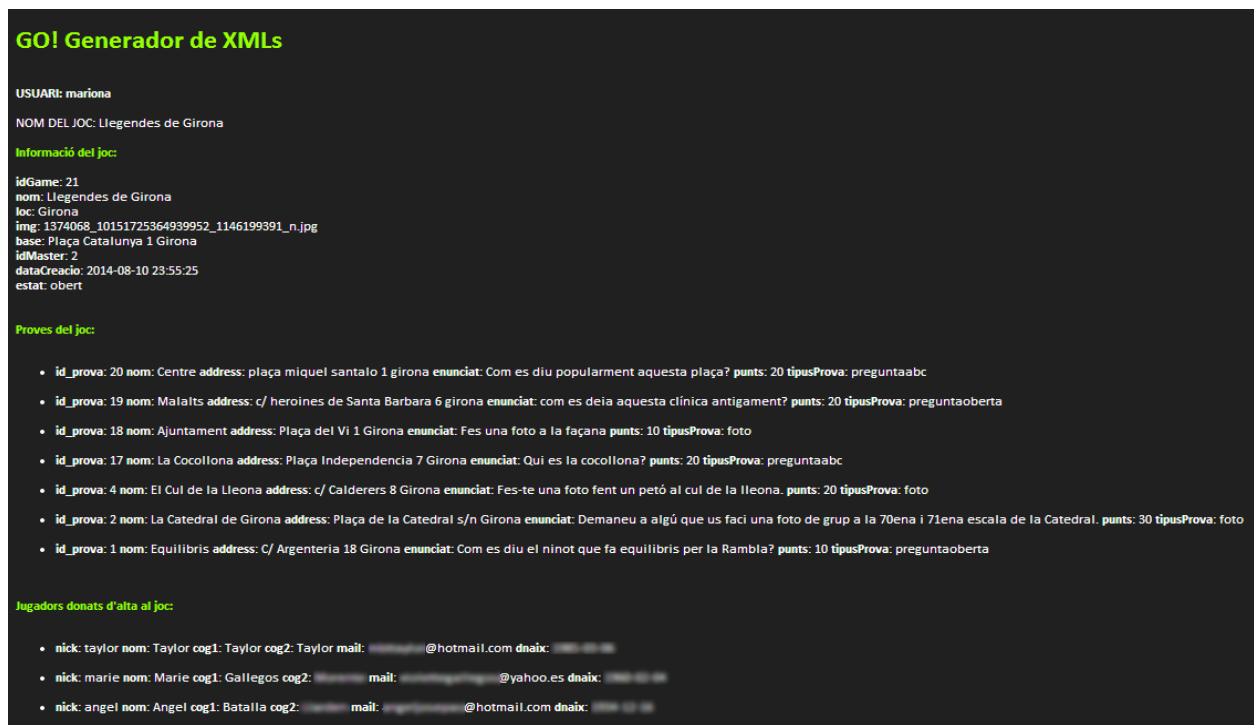 GO! Generador de XMLs
USUARI: mariona
NOM DEL JOC: Llegendes de Girona
Informació del joc:
idGame: 21
nom: Llegendes de Girona
loc: Girona
img: 1374068_10151725364939952_1146199391_n.jpg
base: Plaça Catalunya 1 Girona
idMaster: 2
dataCreacio: 2014-08-10 23:55:25
estat: obert
Proves del joc:
• id_prova: 20 nom: Centre address: plaça miquel santalo 1 girona enunciat: Com es diu popularment aquesta plaça? punts: 20 tipusProva: preguntaabc
• id_prova: 19 nom: Malalts address: c/ heroines de Santa Barbara 6 girona enunciat: com es deia aquesta clínica antigament? punts: 20 tipusProva: preguntaoberta
• id_prova: 18 nom: Ajuntament address: Plaça del Vi 1 Girona enunciat: Fes una foto a la façana punts: 10 tipusProva: foto
• id_prova: 17 nom: La Cocollona address: Plaça Independencia 7 Girona enunciat: Qui es la cocollona? punts: 20 tipusProva: preguntaabc
• id_prova: 4 nom: El Cul de la Lleona address: c/ Calderers 8 Girona enunciat: Fes-te una foto fent un petó al cul de la lleona. punts: 20 tipusProva: foto
• id_prova: 2 nom: La Catedral de Girona address: Plaça de la Catedral s/n Girona enunciat: Demaneu a algú que us faci una foto de grup a la 70ena i 71ena escala de la Catedral. punts: 30 tipusProva: foto
• id_prova: 1 nom: Equilibris address: C/ Argenteria 18 Girona enunciat: Com es diu el ninot que fa equilibris per la Rambla? punts: 10 tipusProva: preguntaoberta
Jugadors donats d'alta al joc:
• nick: taylor nom: Taylor cog1: Taylor cog2: Taylor mail: @hotmail.com dnaix:
• nick: marie nom: Marie cog1: Gallegos cog2: mail: @yahoo.es dnaix:
• nick: angel nom: Angel cog1: Batalla cog2: mail: @hotmail.com dnaix: